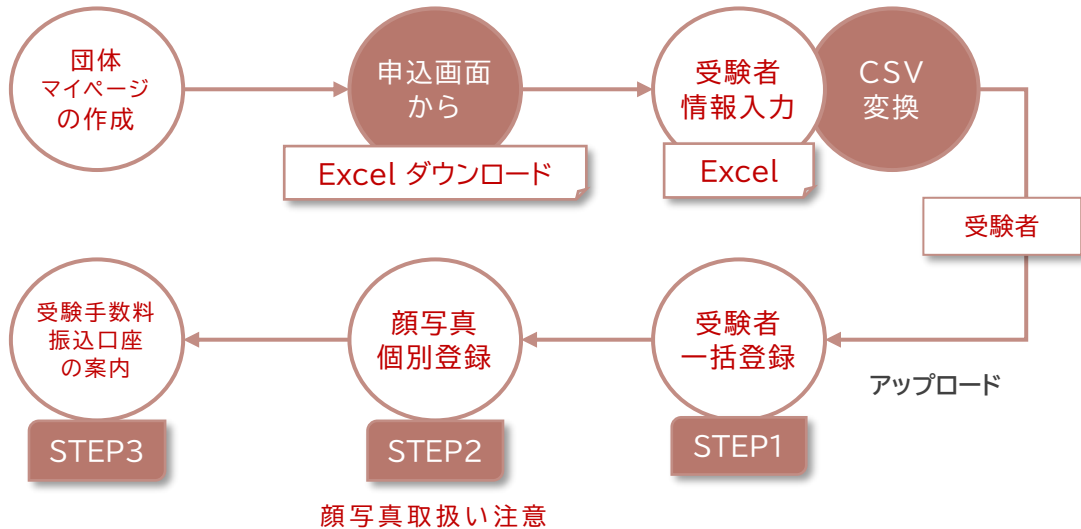 団体
マイページ
の作成
申込画面
から
Excel ダウンロード
受験者
情報入力
Excel
CSV
変換
受験者
アップロード
受験者
一括登録
STEP1
顔写真
個別登録
STEP2
顔写真取扱い注意
受験手数料
振込口座
の案内
STEP3